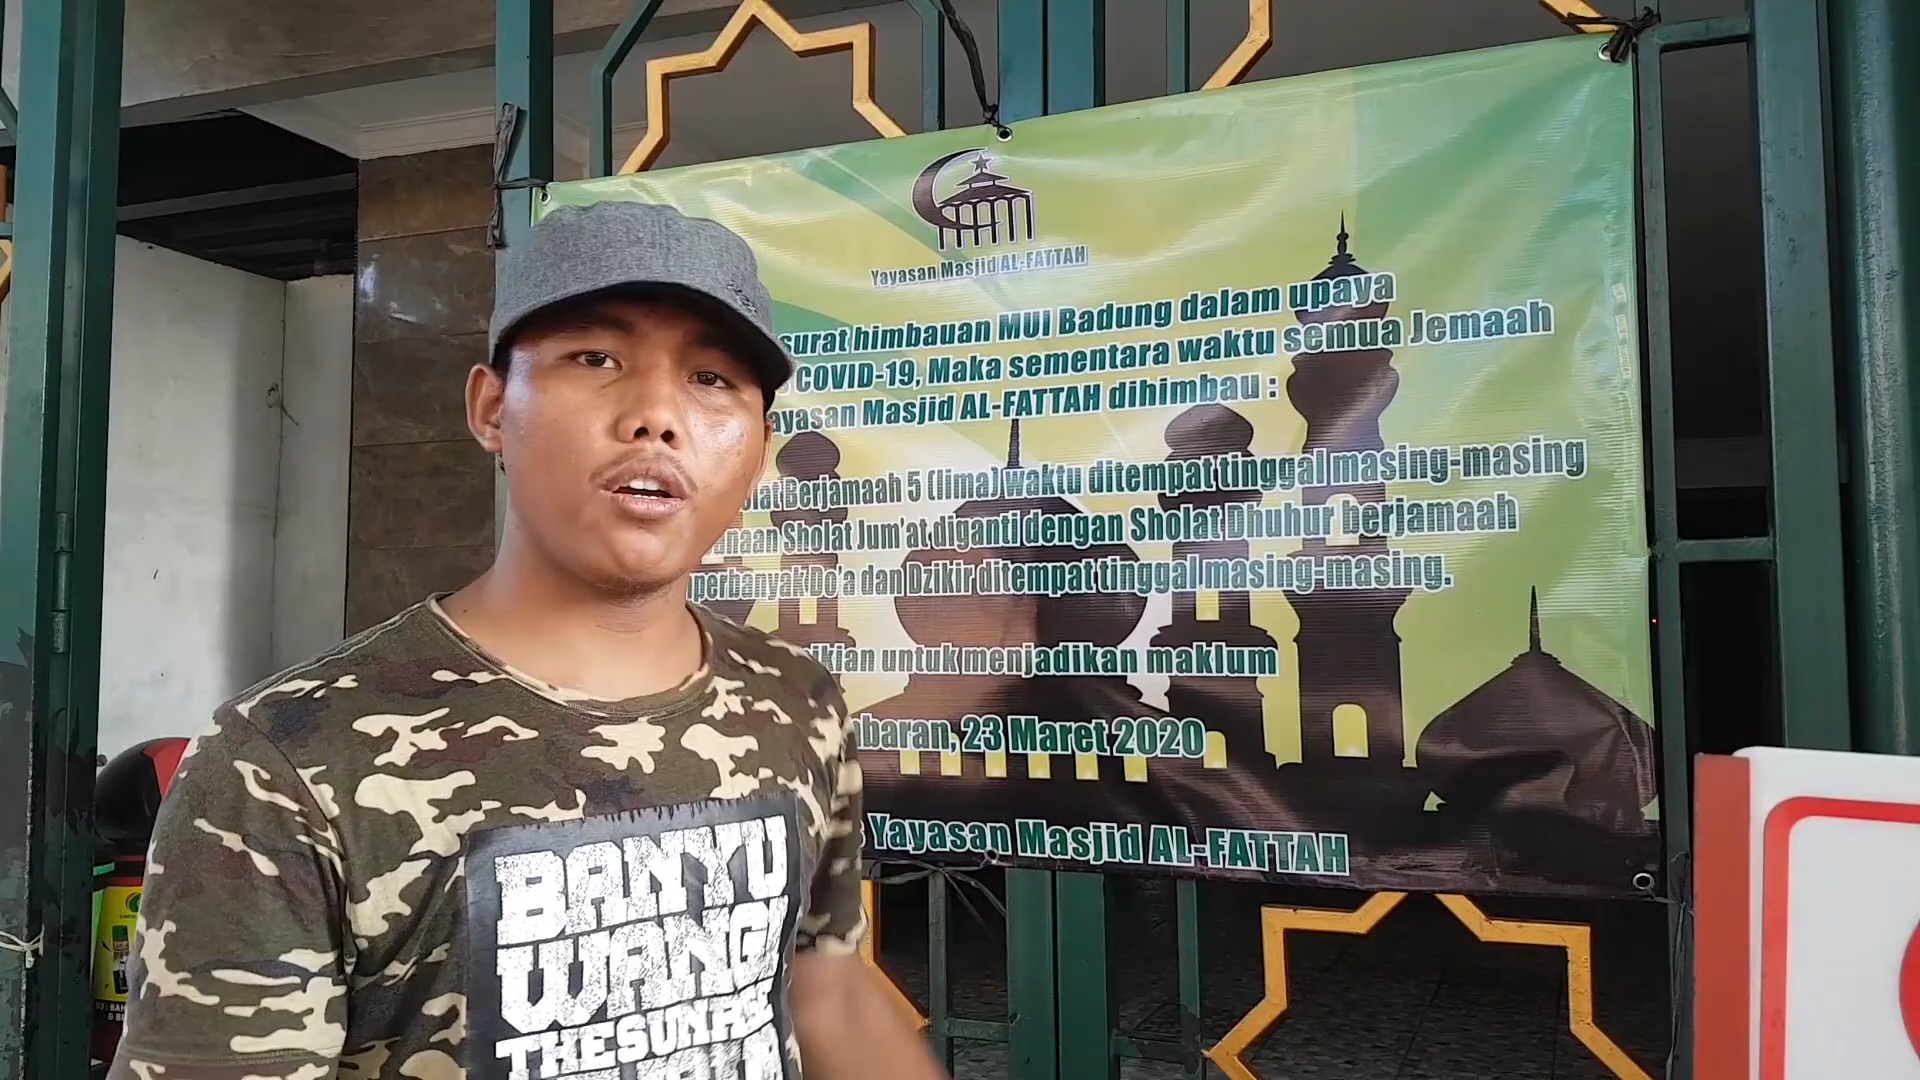 Yayasan Masjid AL-FATTAH
surat himbauan MUI Badung dalam upaya
COVID-19, Maka sementara waktu semua Jemaah
ayasan Masjid AL-FATTAH dihimbau :
lat Berjamaah 5 (lima) waktu ditempat tinggal masing-masing
anaan Sholat Jum'at diganti dengan Sholat Dhuhur berjamaah
perbanyak Do'a dan Dzikir ditempat tinggal masing-masing.
ikian untuk menjadikan maklum
mbaran, 23 Maret 2020
s Yayasan Masjid AL-FATTAH
BANYU
WANGI
THE SUNRISE